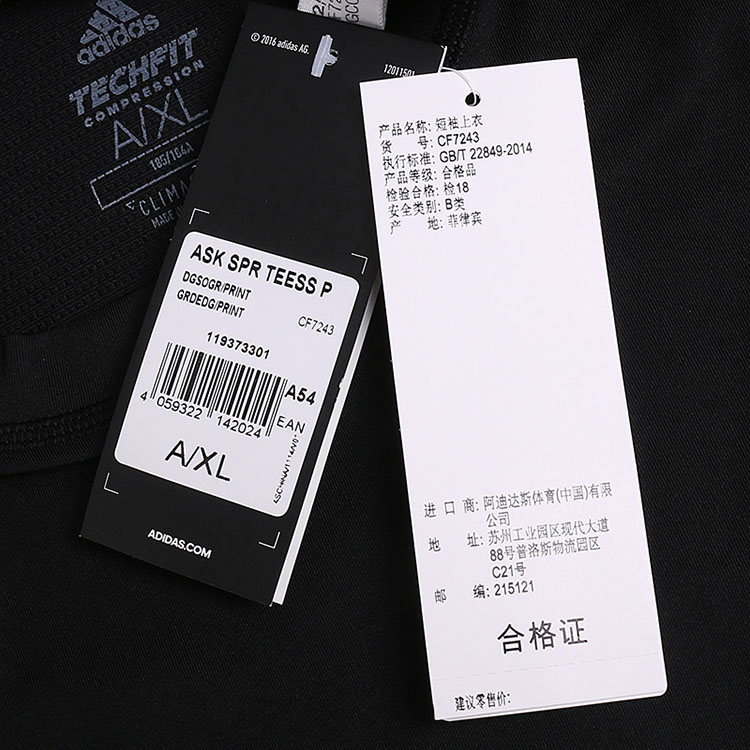 adidas
TECHFIT
COMPRESSION
A/XL
185/104A
MADE
© 2016 adidas AG.
12011501
ASK SPR TEESS P
DGSOGR/PRINT
GRDEDG/PRINT
CF7243
119373301
A54
4 059322 142024
EAN
A/XL
ADIDAS.COM
产品名称: 短袖上衣
货 号: CF7243
执行标准: GB/T 22849-2014
产品等级: 合格品
检验合格: 检18
安全类别: B类
产 地: 菲律宾
进 口 商: 阿迪达斯体育(中国)有限
公司
地 址: 苏州工业园区现代大道
88号普洛斯物流园区
C21号
邮 编: 215121
合格证
建议零售价: